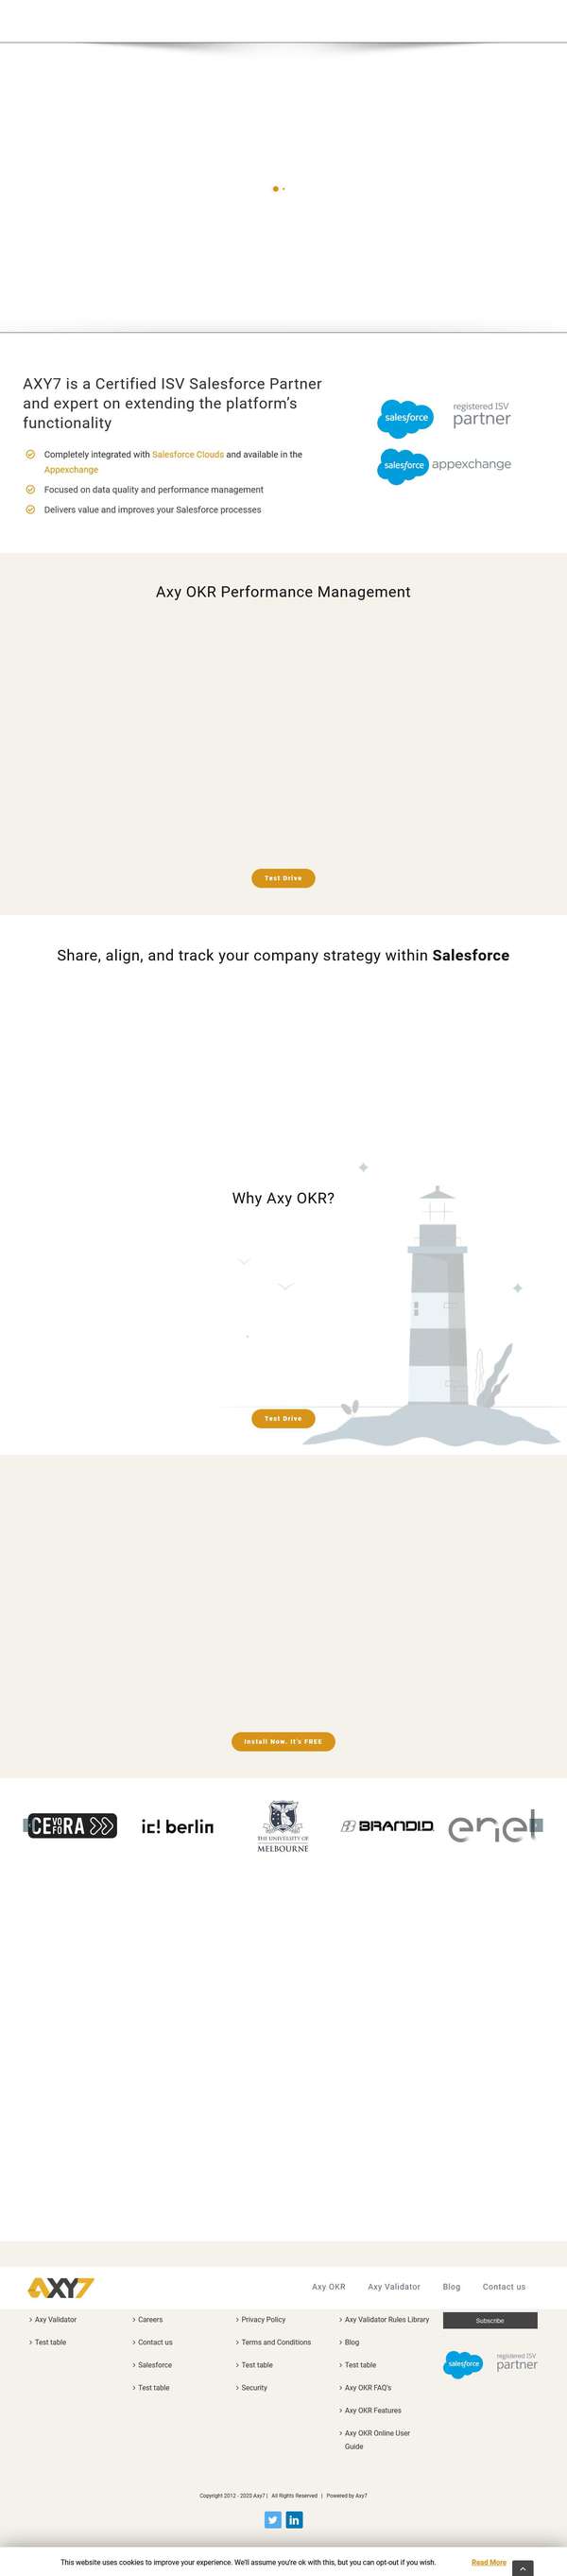 AXY7 is a Certified ISV Salesforce Partner
and expert on extending the platform's
functionality
Completely integrated with Salesforce Clouds and available in the
Appexchange
Focused on data quality and performance management
Delivers value and improves your Salesforce processes
salesforce
registered ISV
partner
salesforce appexchange
Axy OKR Performance Management
Test Drive
Share, align, and track your company strategy within Salesforce
Why Axy OKR?
Test Drive
Install Now. It's FREE
CEVORAFO
ic! berlin
THE UNIVERSITY OF
MELBOURNE
BRANDID
enel
AXY7
Axy OKR Axy Validator Blog Contact us
Axy Validator
Test table
Careers
Contact us
Salesforce
Test table
Privacy Policy
Terms and Conditions
Test table
Security
Axy Validator Rules Library
Blog
Test table
Axy OKR FAQ's
Axy OKR Features
Axy OKR Online User
Guide
Subscribe
salesforce
registered ISV
partner
Copyright 2012 - 2020 Axy7 | All Rights Reserved | Powered by Axy7
in
This website uses cookies to improve your experience. We'll assume you're ok with this, but you can opt-out if you wish. Read More